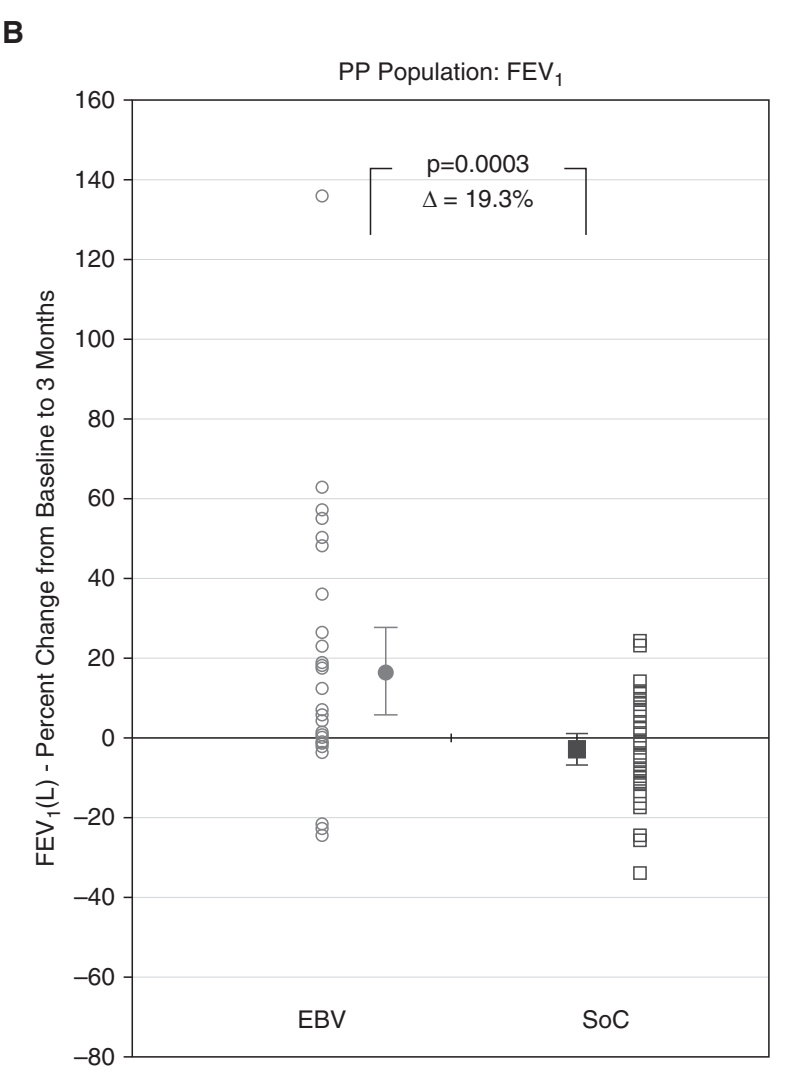 B
PP Population: FEV₁
160
140
120
100
80
60
40
20
0
–20
–40
–60
–80
FEV₁(L) - Percent Change from Baseline to 3 Months
p=0.0003
Δ = 19.3%
EBV
SoC